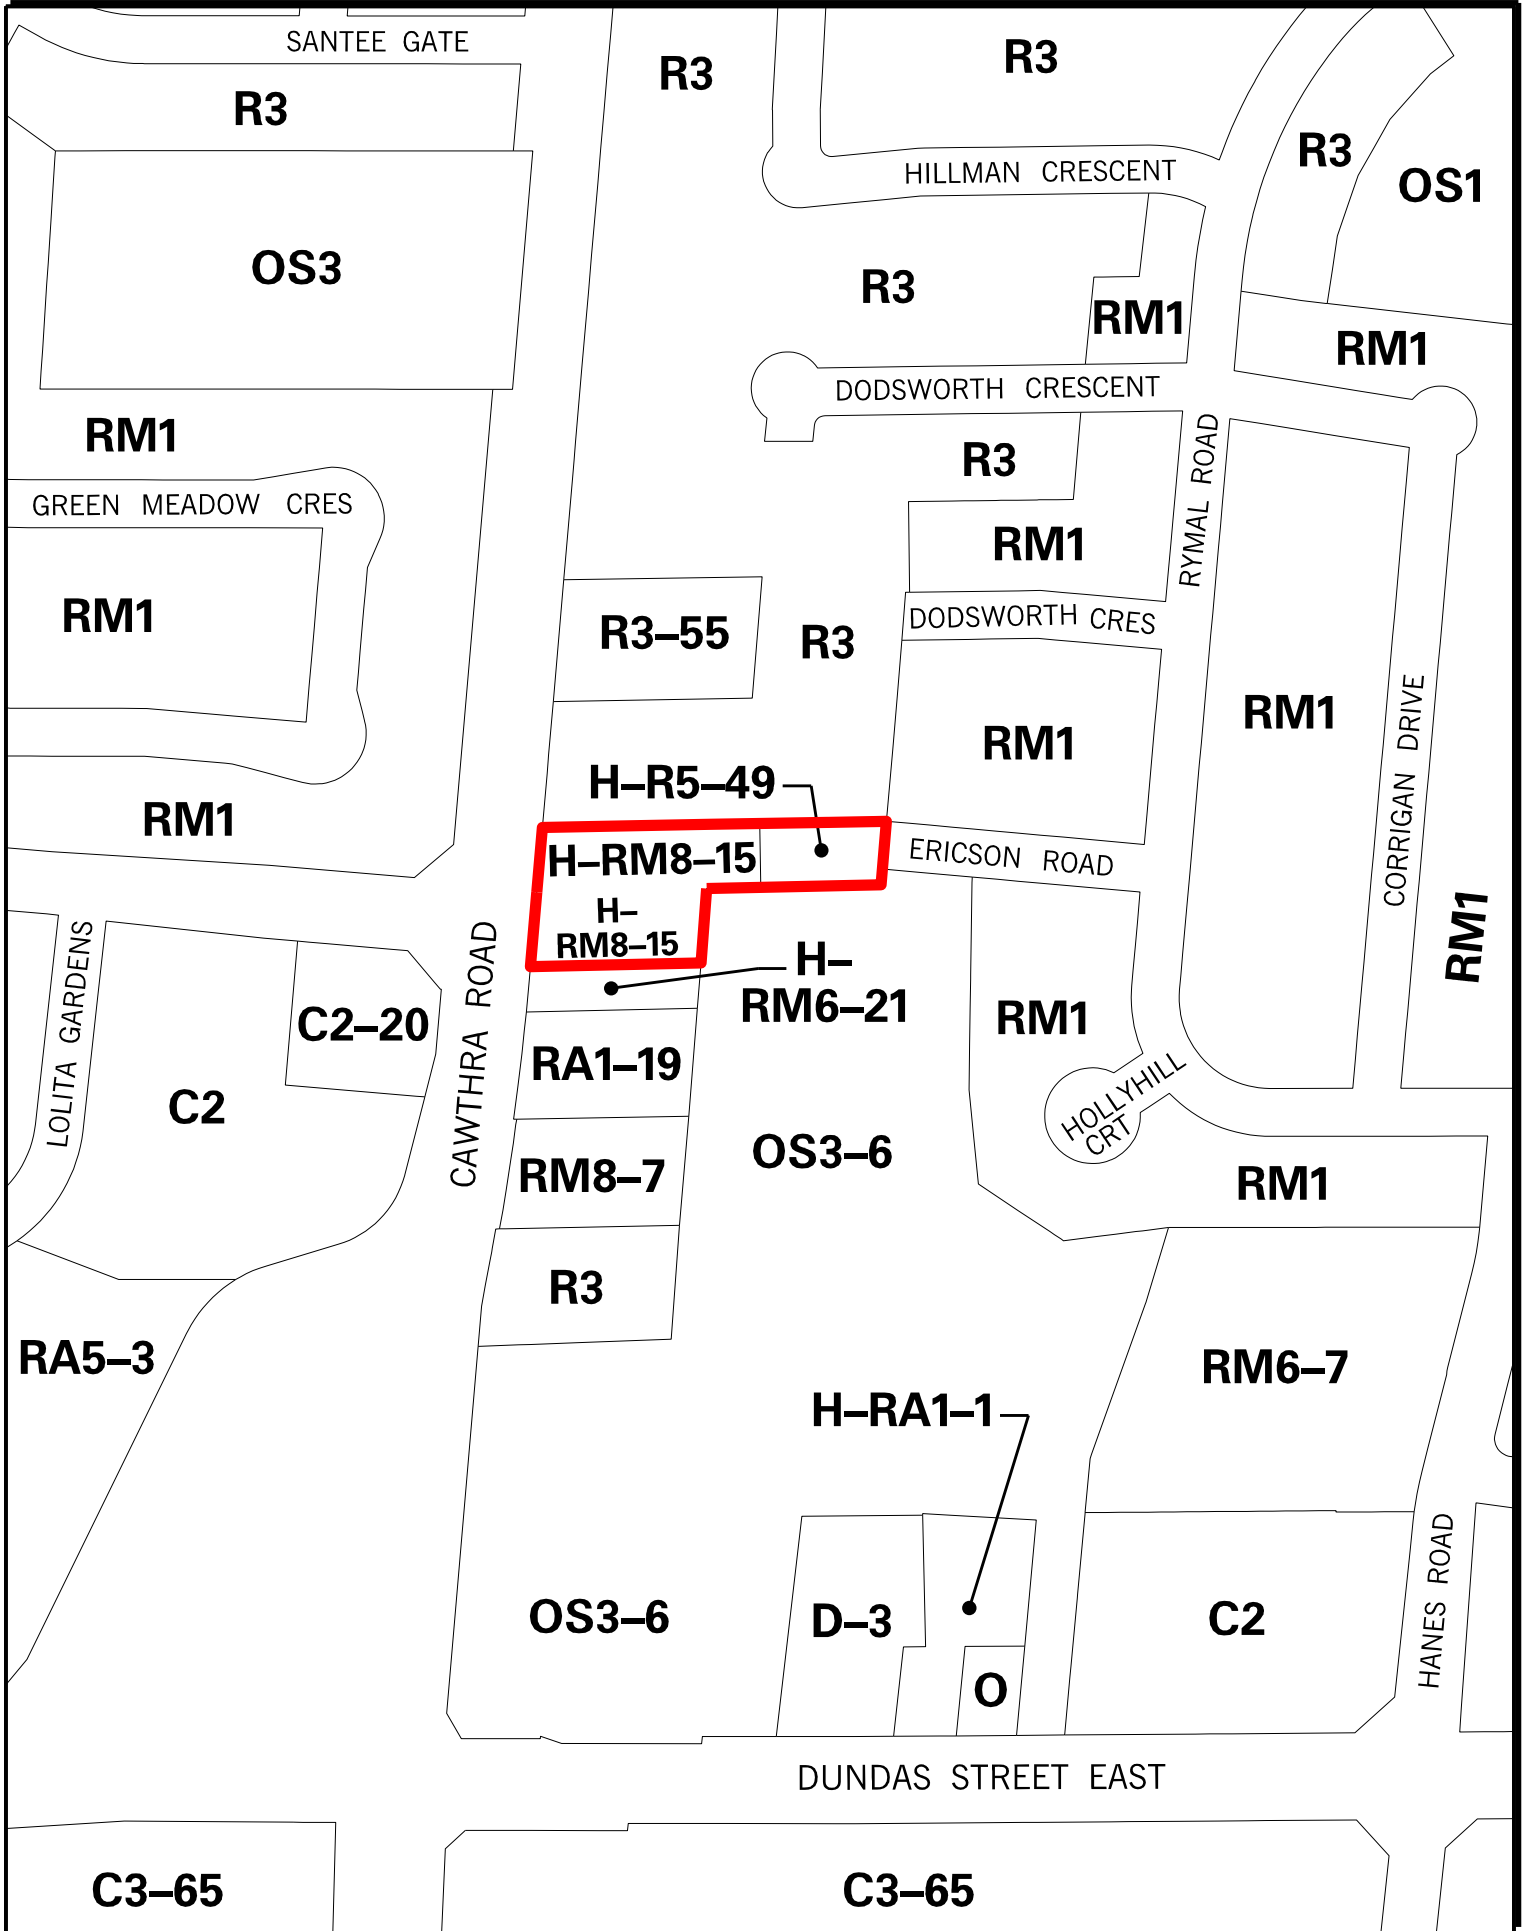 SANTEE GATE
R3
R3
R3
R3
HILLMAN CRESCENT
OS1
OS3
R3
RM1
RM1
DODSWORTH CRESCENT
RM1
R3
RYMAL ROAD
GREEN MEADOW CRES
RM1
RM1
DODSWORTH CRES
R3–55
R3
RM1
RM1
CORRIGAN DRIVE
H–R5–49
RM1
H–RM8–15
ERICSON ROAD
H–
RM8–15
RM1
LOLITA GARDENS
CAWTHRA ROAD
H–
RM6–21
C2–20
RM1
RA1–19
HOLLYHILL
CRT
C2
OS3–6
RM8–7
RM1
R3
RA5–3
RM6–7
H–RA1–1
OS3–6
D–3
C2
HANES ROAD
O
DUNDAS STREET EAST
C3–65
C3–65